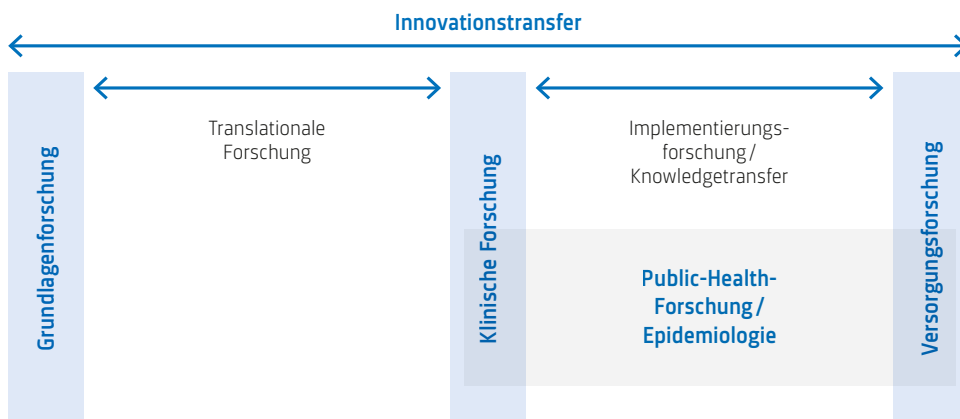 Innovationstransfer
Grundlagenforschung
Translationale
Forschung
Klinische Forschung
Implementierungs-
forschung/
Knowledgetransfer
Public-Health-
Forschung/
Epidemiologie
Versorgungsforschung